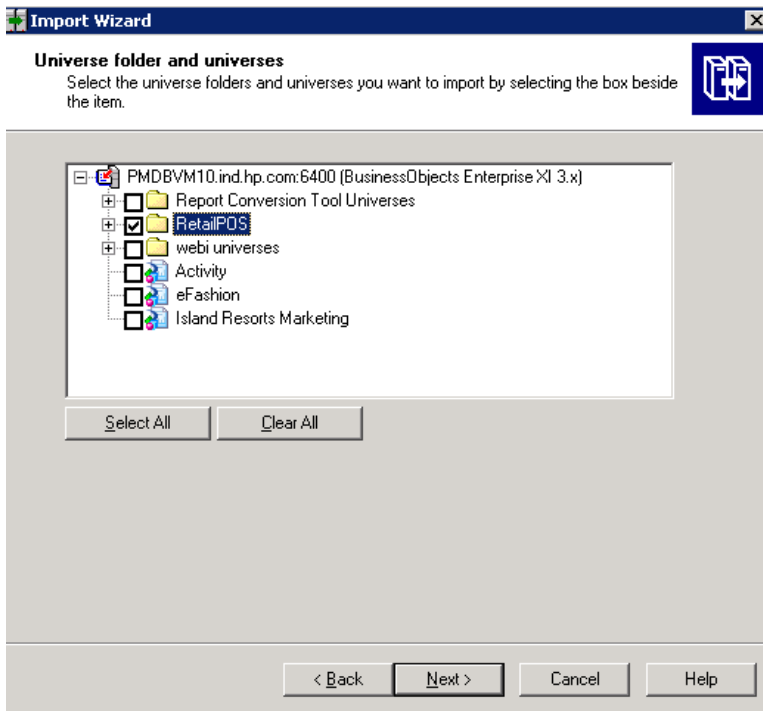 Import Wizard
Universe folder and universes
Select the universe folders and universes you want to import by selecting the box beside
the item.
PMDBVM10.ind.hp.com:6400 (BusinessObjects Enterprise XI 3.x)
Report Conversion Tool Universes
RetailPOS
webi universes
Activity
eFashion
Island Resorts Marketing
Select All
Clear All
< Back
Next >
Cancel
Help